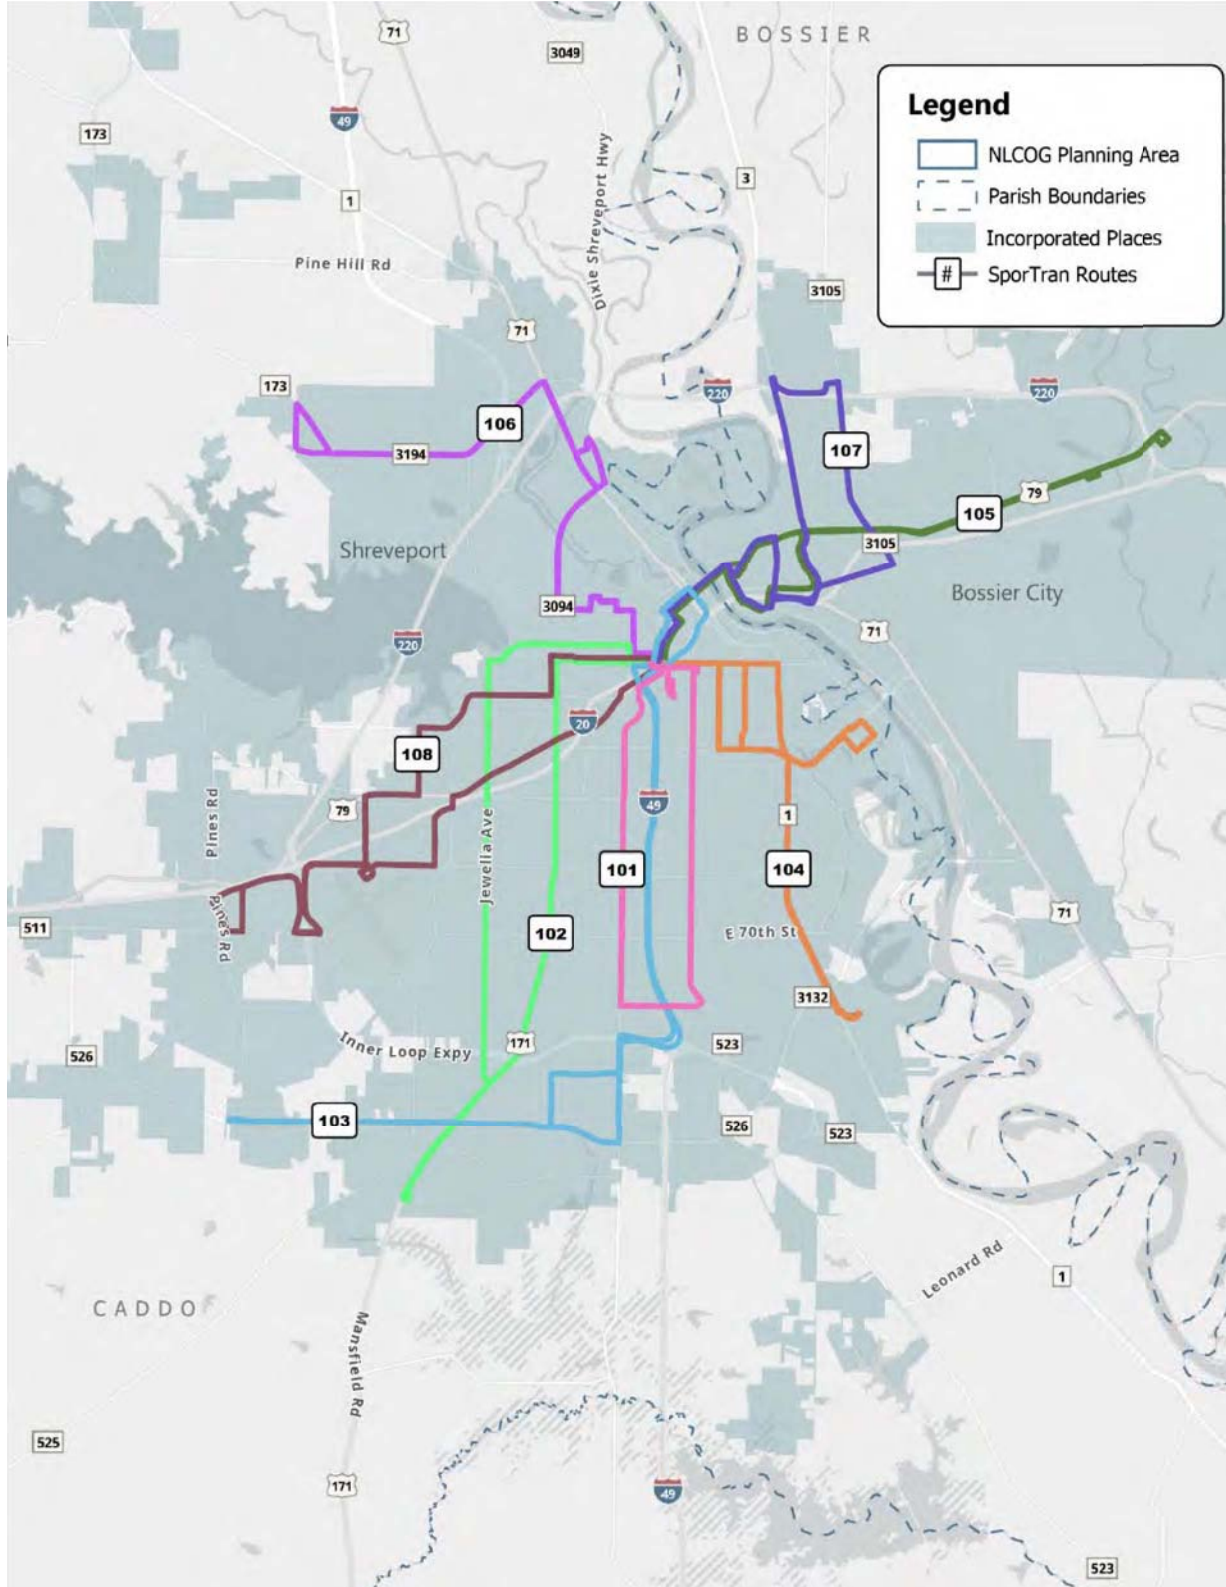 71
BOSSIER
3049
Legend
NLCOG Planning Area
Parish Boundaries
Incorporated Places
# SporTran Routes
49
173
3
1
Dixie Shreveport Hwy
Pine Hill Rd
3105
71
173
220
220
106
3194
107
79
105
3105
Shreveport
Bossier City
3094
71
220
20
108
79
Pines Rd
49
1
Jewella Ave
101
104
71
511
Pines Rd
102
E 70th St
3132
171
523
Inner Loop Expy
526
103
526
523
Leonard Rd
1
CADDO
Mansfield Rd
525
171
49
523